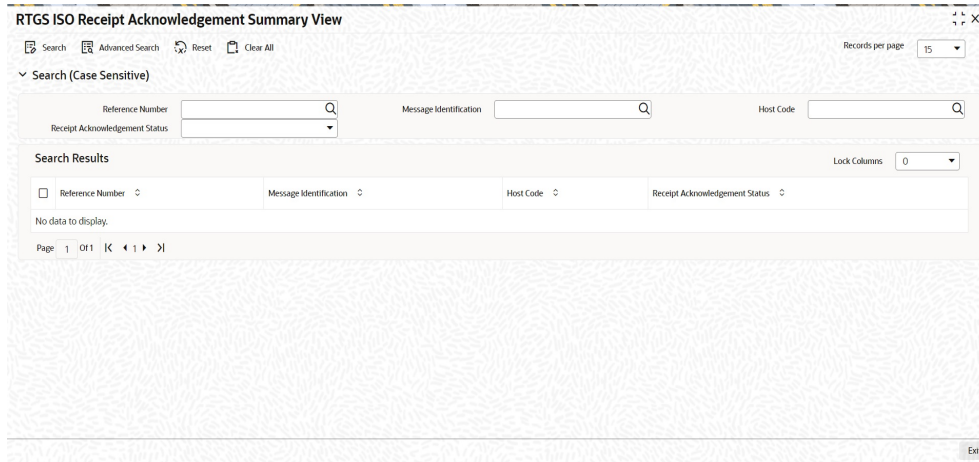 RTGS ISO Receipt Acknowledgement Summary View
Search Advanced Search Reset Clear All Records per page 15
Search (Case Sensitive)
Reference Number Message Identification Host Code
Receipt Acknowledgement Status
Search Results Lock Columns 0
Reference Number Message Identification Host Code Receipt Acknowledgement Status
No data to display.
Page 1 Of 1 1
Exi